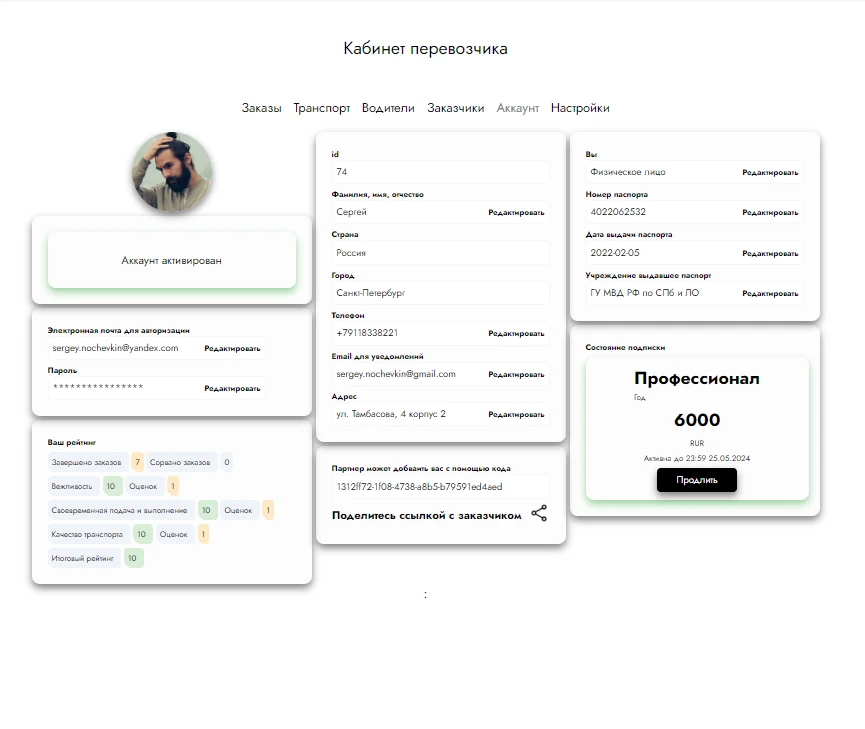 Кабинет перевозчика
Заказы Транспорт Водители Заказчики Аккаунт Настройки
Аккаунт активирован
Электронная почта для авторизации
sergey.nochevkin@yandex.com Редактировать
Пароль
**************** Редактировать
Ваш рейтинг
Завершено заказов 7 Сорвано заказов 0
Вежливость 10 Оценок 1
Своевременная подача и выполнение 10 Оценок 1
Качество транспорта 10 Оценок 1
Итоговый рейтинг 10
id
74
Фамилия, имя, отчество
Сергей Редактировать
Страна
Россия
Город
Санкт-Петербург
Телефон
+79118338221 Редактировать
Email для уведомлений
sergey.nochevkin@gmail.com Редактировать
Адрес
ул. Тамбасова, 4 корпус 2 Редактировать
Партнер может добваить вас с помощью кода
1312ff72-1f08-4738-a8b5-b79591ed4aed
Поделитесь ссылкой с заказчиком
Вы
Физическое лицо Редактировать
Номер паспорта
4022062532 Редактировать
Дата выдачи паспорта
2022-02-05 Редактировать
Учреждение выдавшее паспорт
ГУ МВД РФ по СПб и ЛО Редактировать
Состояние подписки
Профессионал
Год
6000
RUR
Активна до 23:59 25.05.2024
Продлить
: